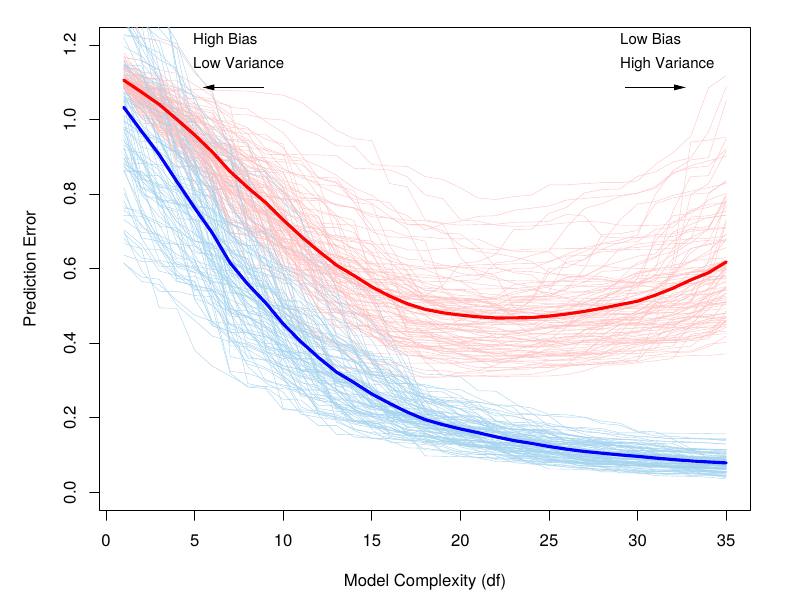 High Bias
Low Variance
Low Bias
High Variance
Prediction Error
1.2
1.0
0.8
0.6
0.4
0.2
0.0
0 5 10 15 20 25 30 35
Model Complexity (df)